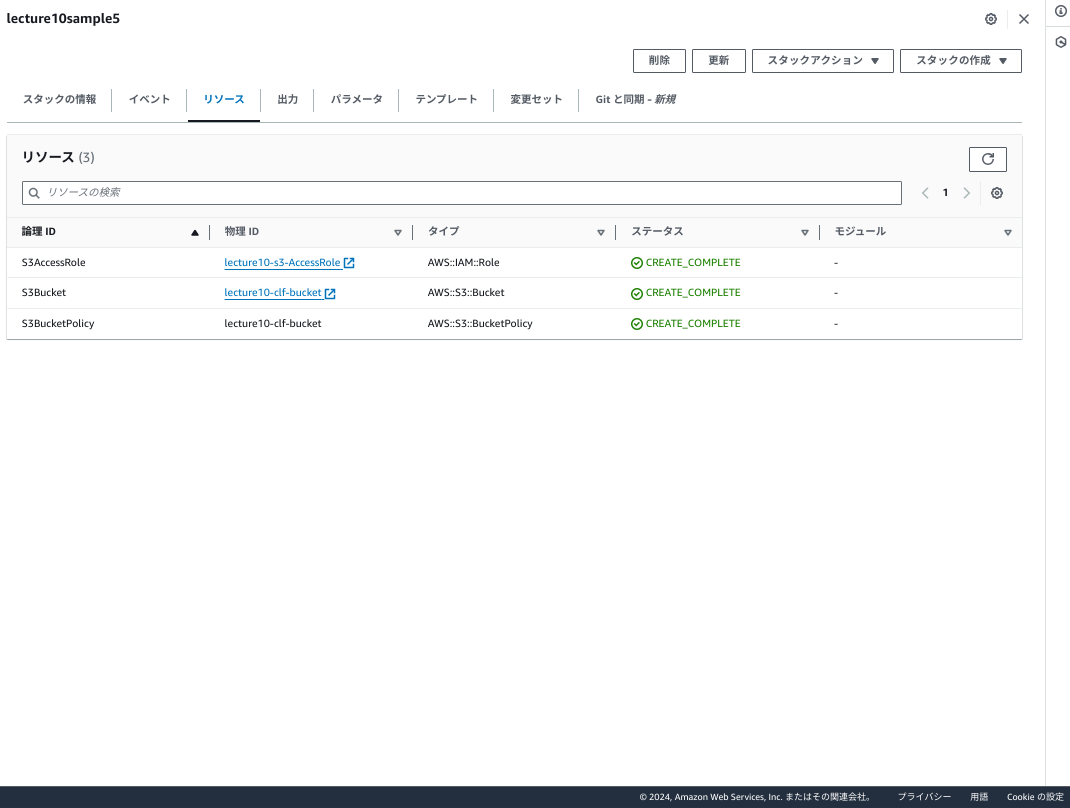 lecture10sample5
削除 更新 スタックアクション スタックの作成
スタックの情報 イベント リソース 出力 パラメータ テンプレート 変更セット Git と同期 - 新規
リソース (3)
リソースの検索 1
論理 ID 物理 ID タイプ ステータス モジュール
S3AccessRole lecture10-s3-AccessRole AWS::IAM::Role CREATE_COMPLETE -
S3Bucket lecture10-clf-bucket AWS::S3::Bucket CREATE_COMPLETE -
S3BucketPolicy lecture10-clf-bucket AWS::S3::BucketPolicy CREATE_COMPLETE -
© 2024, Amazon Web Services, Inc. またはその関連会社。 プライバシー 用語 Cookie の設定